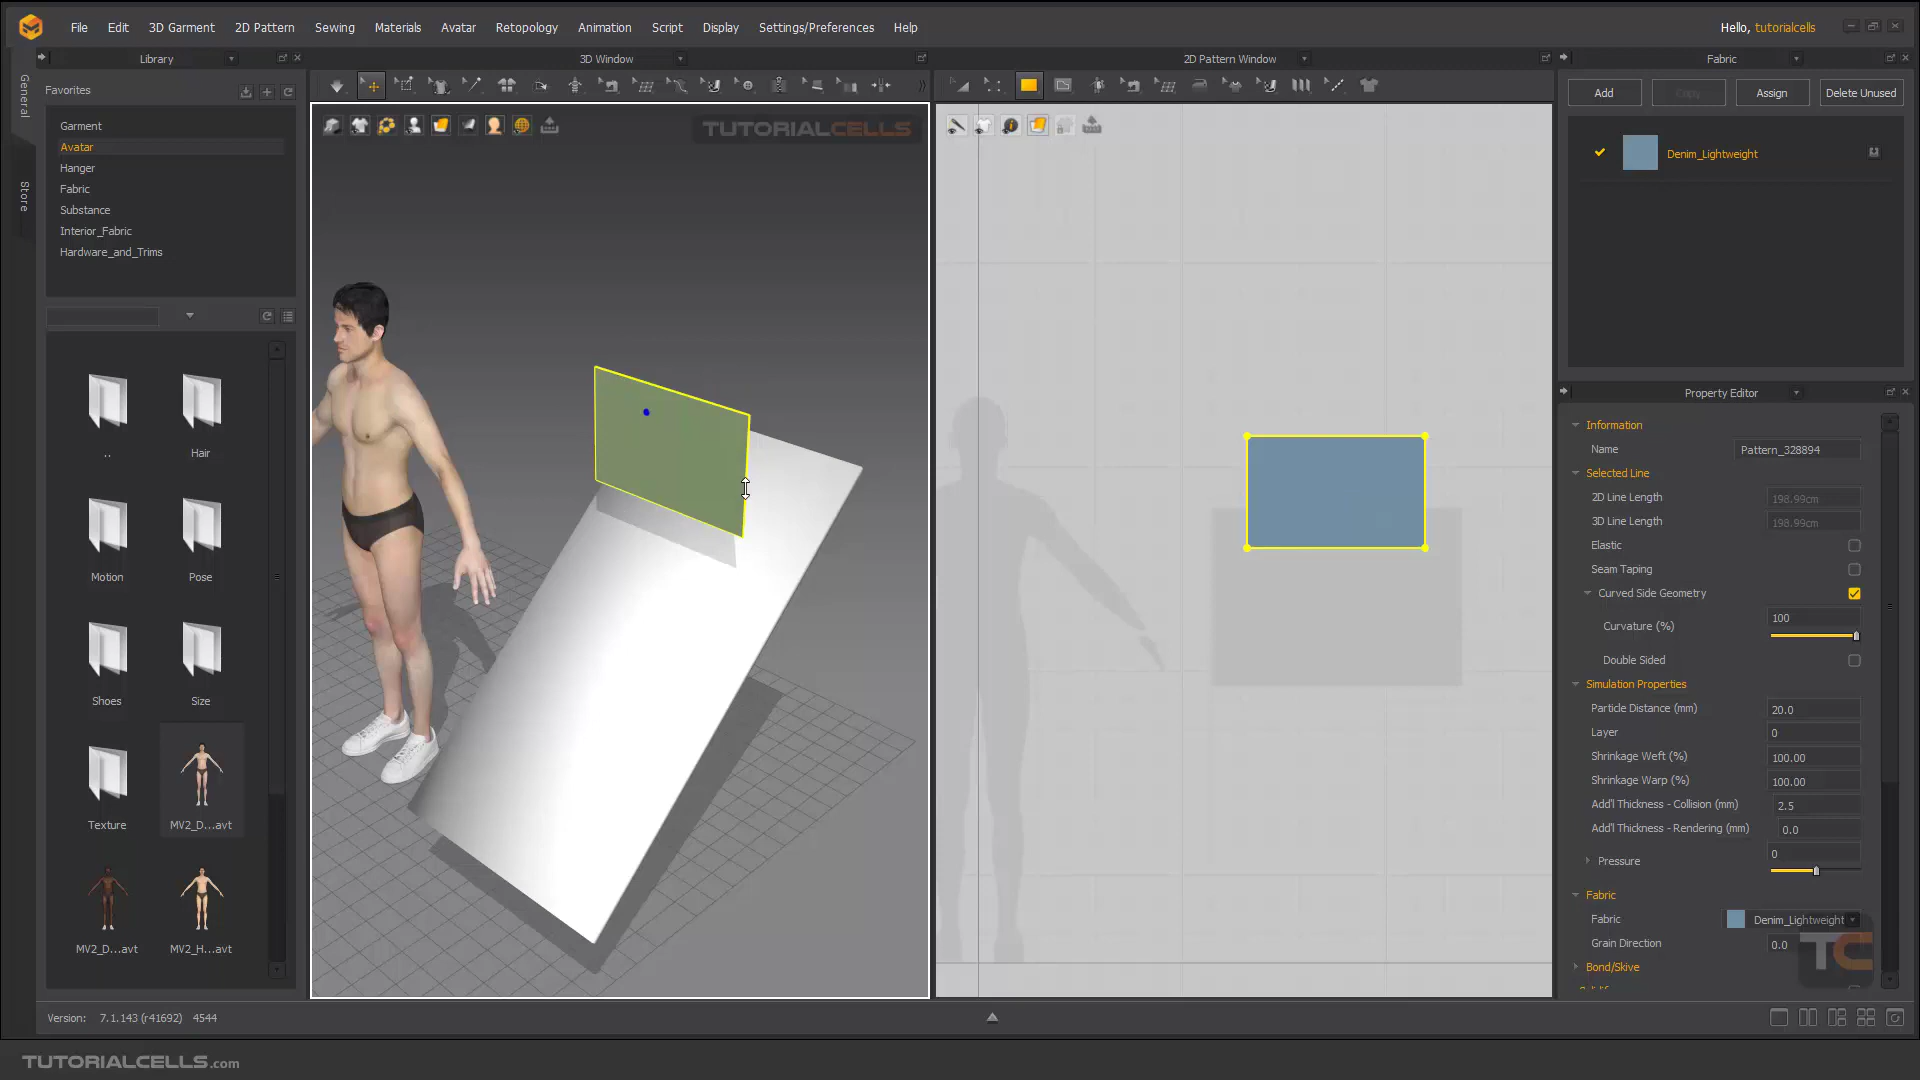 File Edit 3D Garment 2D Pattern Sewing Materials Avatar Retopology Animation Script Display Settings/Preferences Help Hello, tutorialcells
Library 3D Window 2D Pattern Window Fabric
General
Store
Favorites
Garment
Avatar
Hanger
Fabric
Substance
Interior_Fabric
Hardware_and_Trims
..
Hair
Motion
Pose
Shoes
Size
Texture
MV2_D...avt
MV2_D...avt
MV2_H...avt
TUTORIALCELLS
Add Copy Assign Delete Unused
Denim_Lightweight
Property Editor
Information
Name Pattern_328894
Selected Line
2D Line Length 198.99cm
3D Line Length 198.99cm
Elastic
Seam Taping
Curved Side Geometry
Curvature (%) 100
Double Sided
Simulation Properties
Particle Distance (mm) 20.0
Layer 0
Shrinkage Weft (%) 100.00
Shrinkage Warp (%) 100.00
Add'l Thickness - Collision (mm) 2.5
Add'l Thickness - Rendering (mm) 0.0
Pressure 0
Fabric
Fabric Denim_Lightweight
Grain Direction 0.0
Bond/Skive
TC
Version: 7.1.143 (r41692) 4544
TUTORIALCELLS.com